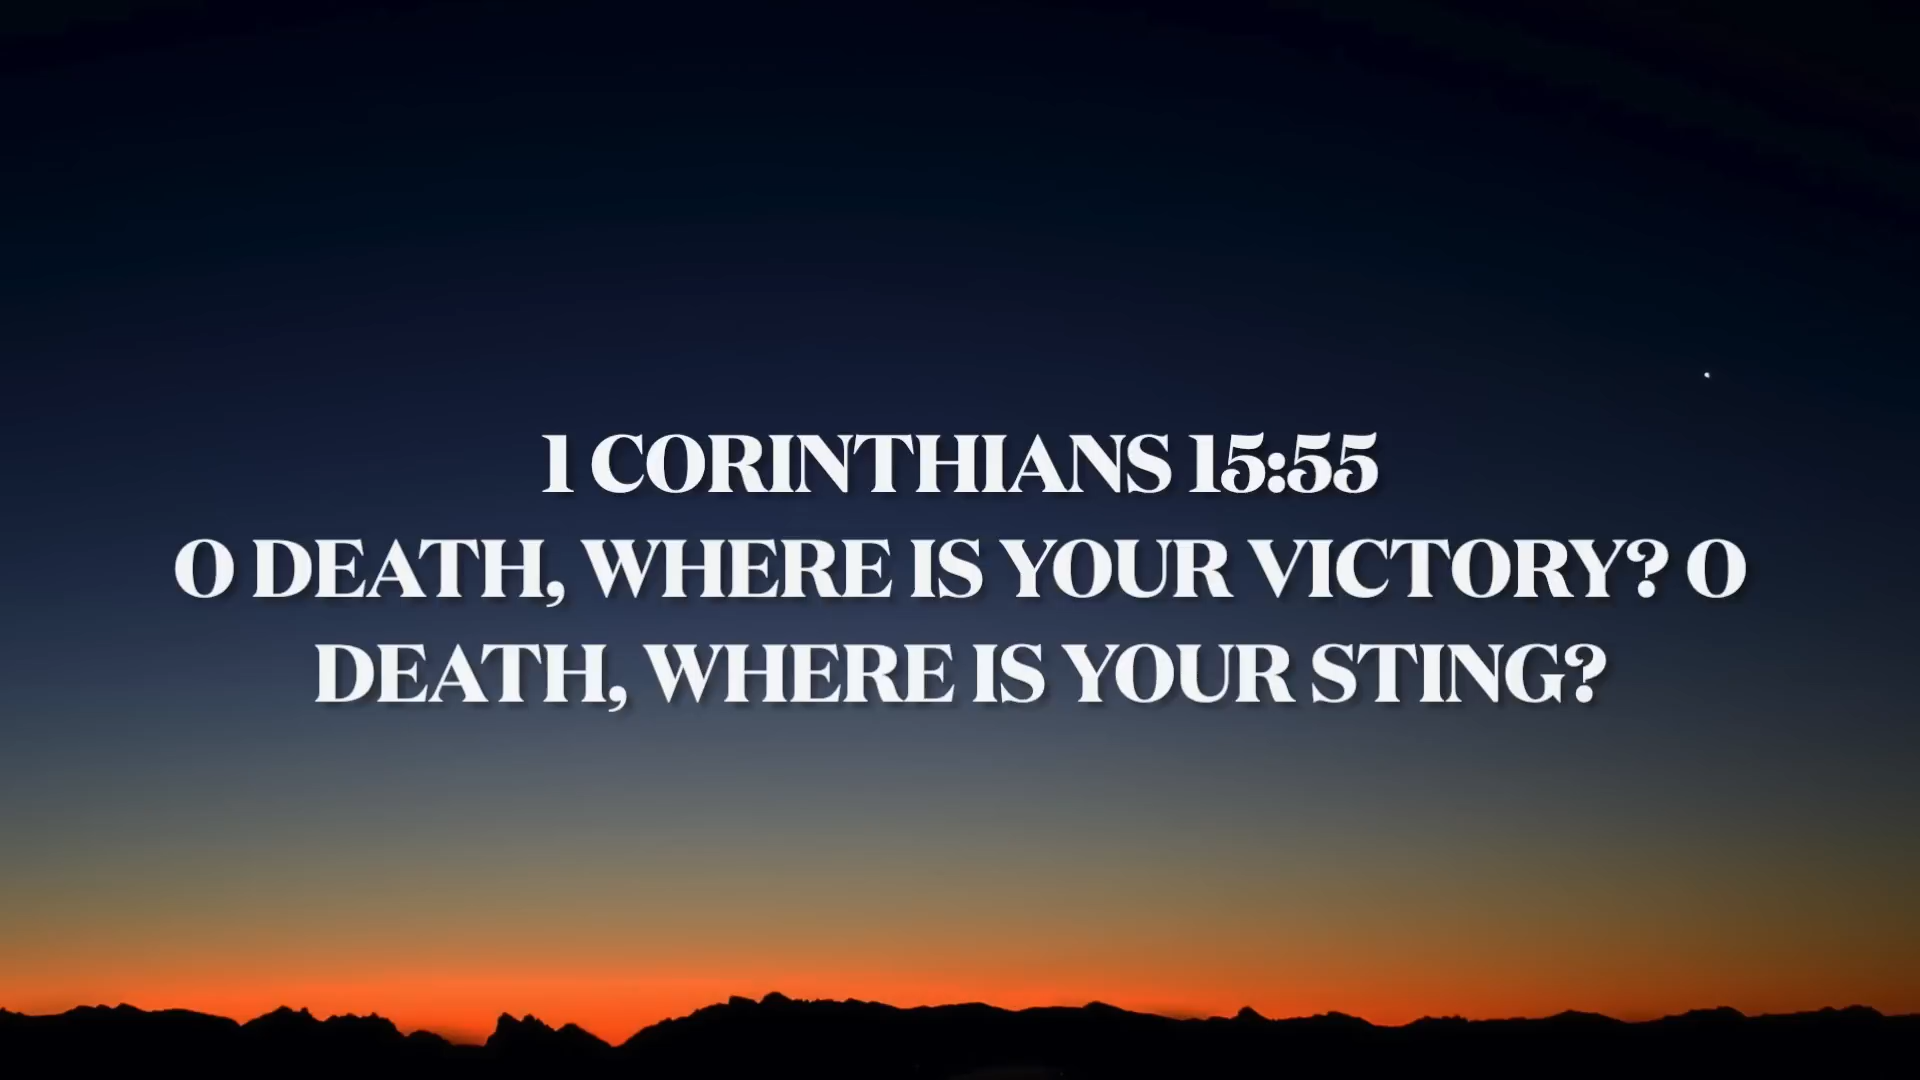 1 CORINTHIANS 15:55
O DEATH, WHERE IS YOUR VICTORY? O
DEATH, WHERE IS YOUR STING?